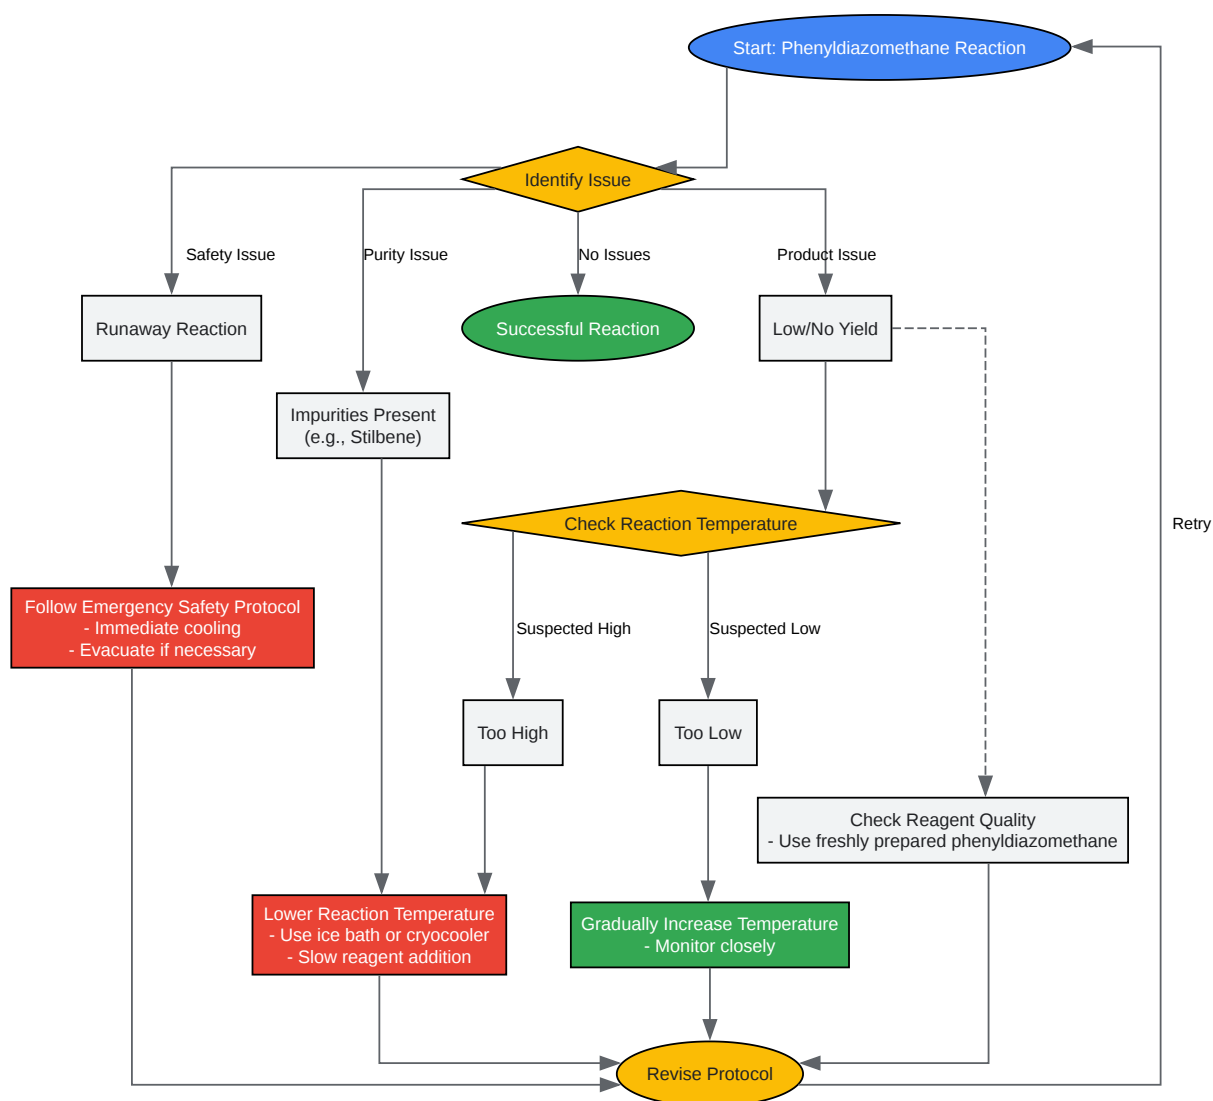 Start: Phenyldiazomethane Reaction
Identify Issue
Safety Issue
Purity Issue
No Issues
Product Issue
Runaway Reaction
Successful Reaction
Low/No Yield
Impurities Present
(e.g., Stilbene)
Check Reaction Temperature
Retry
Follow Emergency Safety Protocol
- Immediate cooling
- Evacuate if necessary
Suspected High
Suspected Low
Too High
Too Low
Check Reagent Quality
- Use freshly prepared phenyldiazomethane
Lower Reaction Temperature
- Use ice bath or cryocooler
- Slow reagent addition
Gradually Increase Temperature
- Monitor closely
Revise Protocol